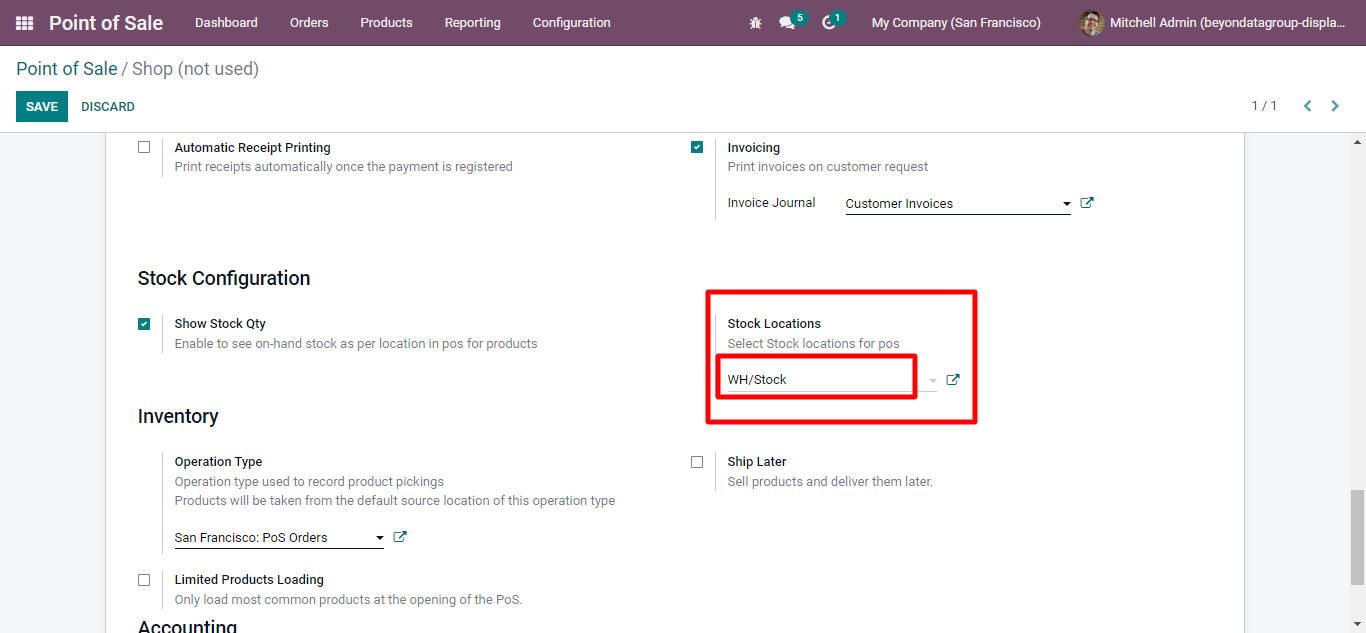 Point of Sale Dashboard Orders Products Reporting Configuration 5 1 My Company (San Francisco) Mitchell Admin (beyondatagroup-displa...
Point of Sale / Shop (not used)
SAVE DISCARD 1 / 1
Automatic Receipt Printing
Print receipts automatically once the payment is registered
Invoicing
Print invoices on customer request
Invoice Journal Customer Invoices
Stock Configuration
Show Stock Qty
Enable to see on-hand stock as per location in pos for products
Stock Locations
Select Stock locations for pos
WH/Stock
Inventory
Operation Type
Operation type used to record product pickings
Products will be taken from the default source location of this operation type
San Francisco: PoS Orders
Ship Later
Sell products and deliver them later.
Limited Products Loading
Only load most common products at the opening of the PoS.
Accounting